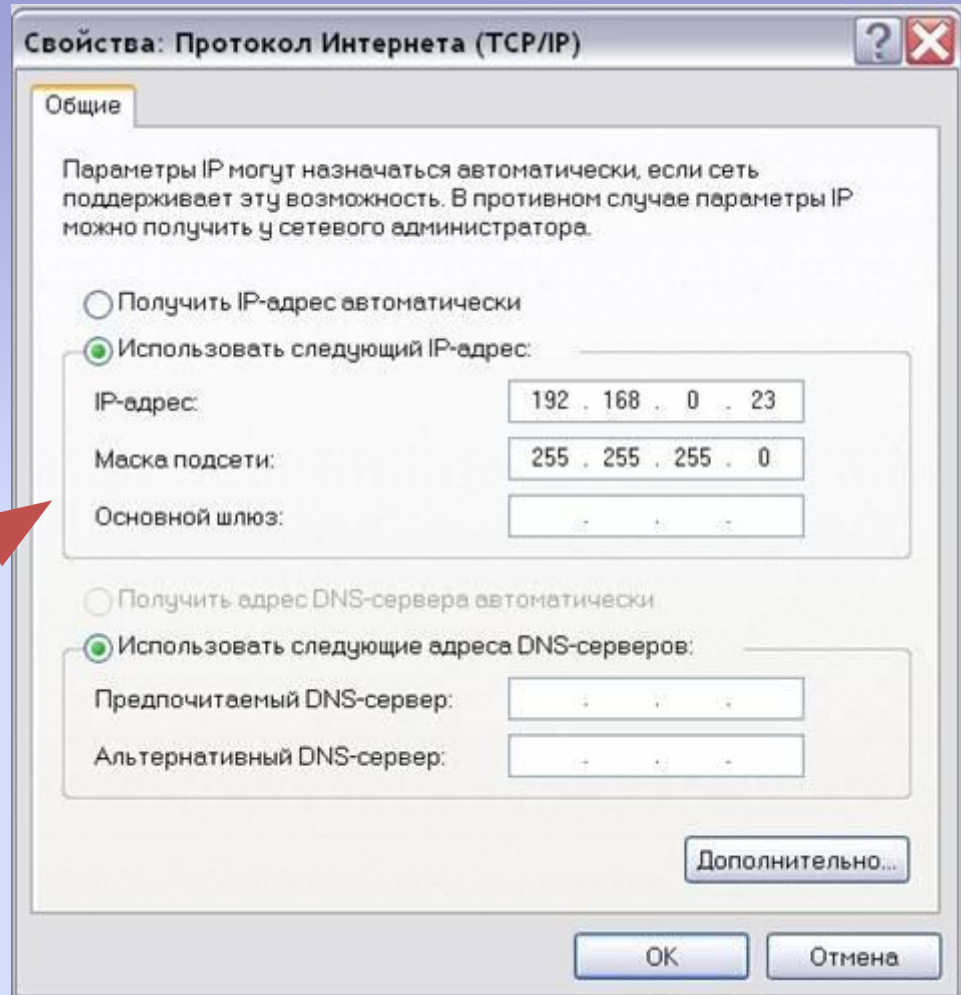 Свойства: Протокол Интернета (TCP/IP)
?
Общие
Параметры IP могут назначаться автоматически, если сеть
поддерживает эту возможность. В противном случае параметры IP
можно получить у сетевого администратора.
Получить IP-адрес автоматически
Использовать следующий IP-адрес:
IP-адрес: 192 . 168 . 0 . 23
Маска подсети: 255 . 255 . 255 . 0
Основной шлюз: . . .
Получить адрес DNS-сервера автоматически
Использовать следующие адреса DNS-серверов:
Предпочитаемый DNS-сервер: . . .
Альтернативный DNS-сервер: . . .
Дополнительно...
ОК Отмена